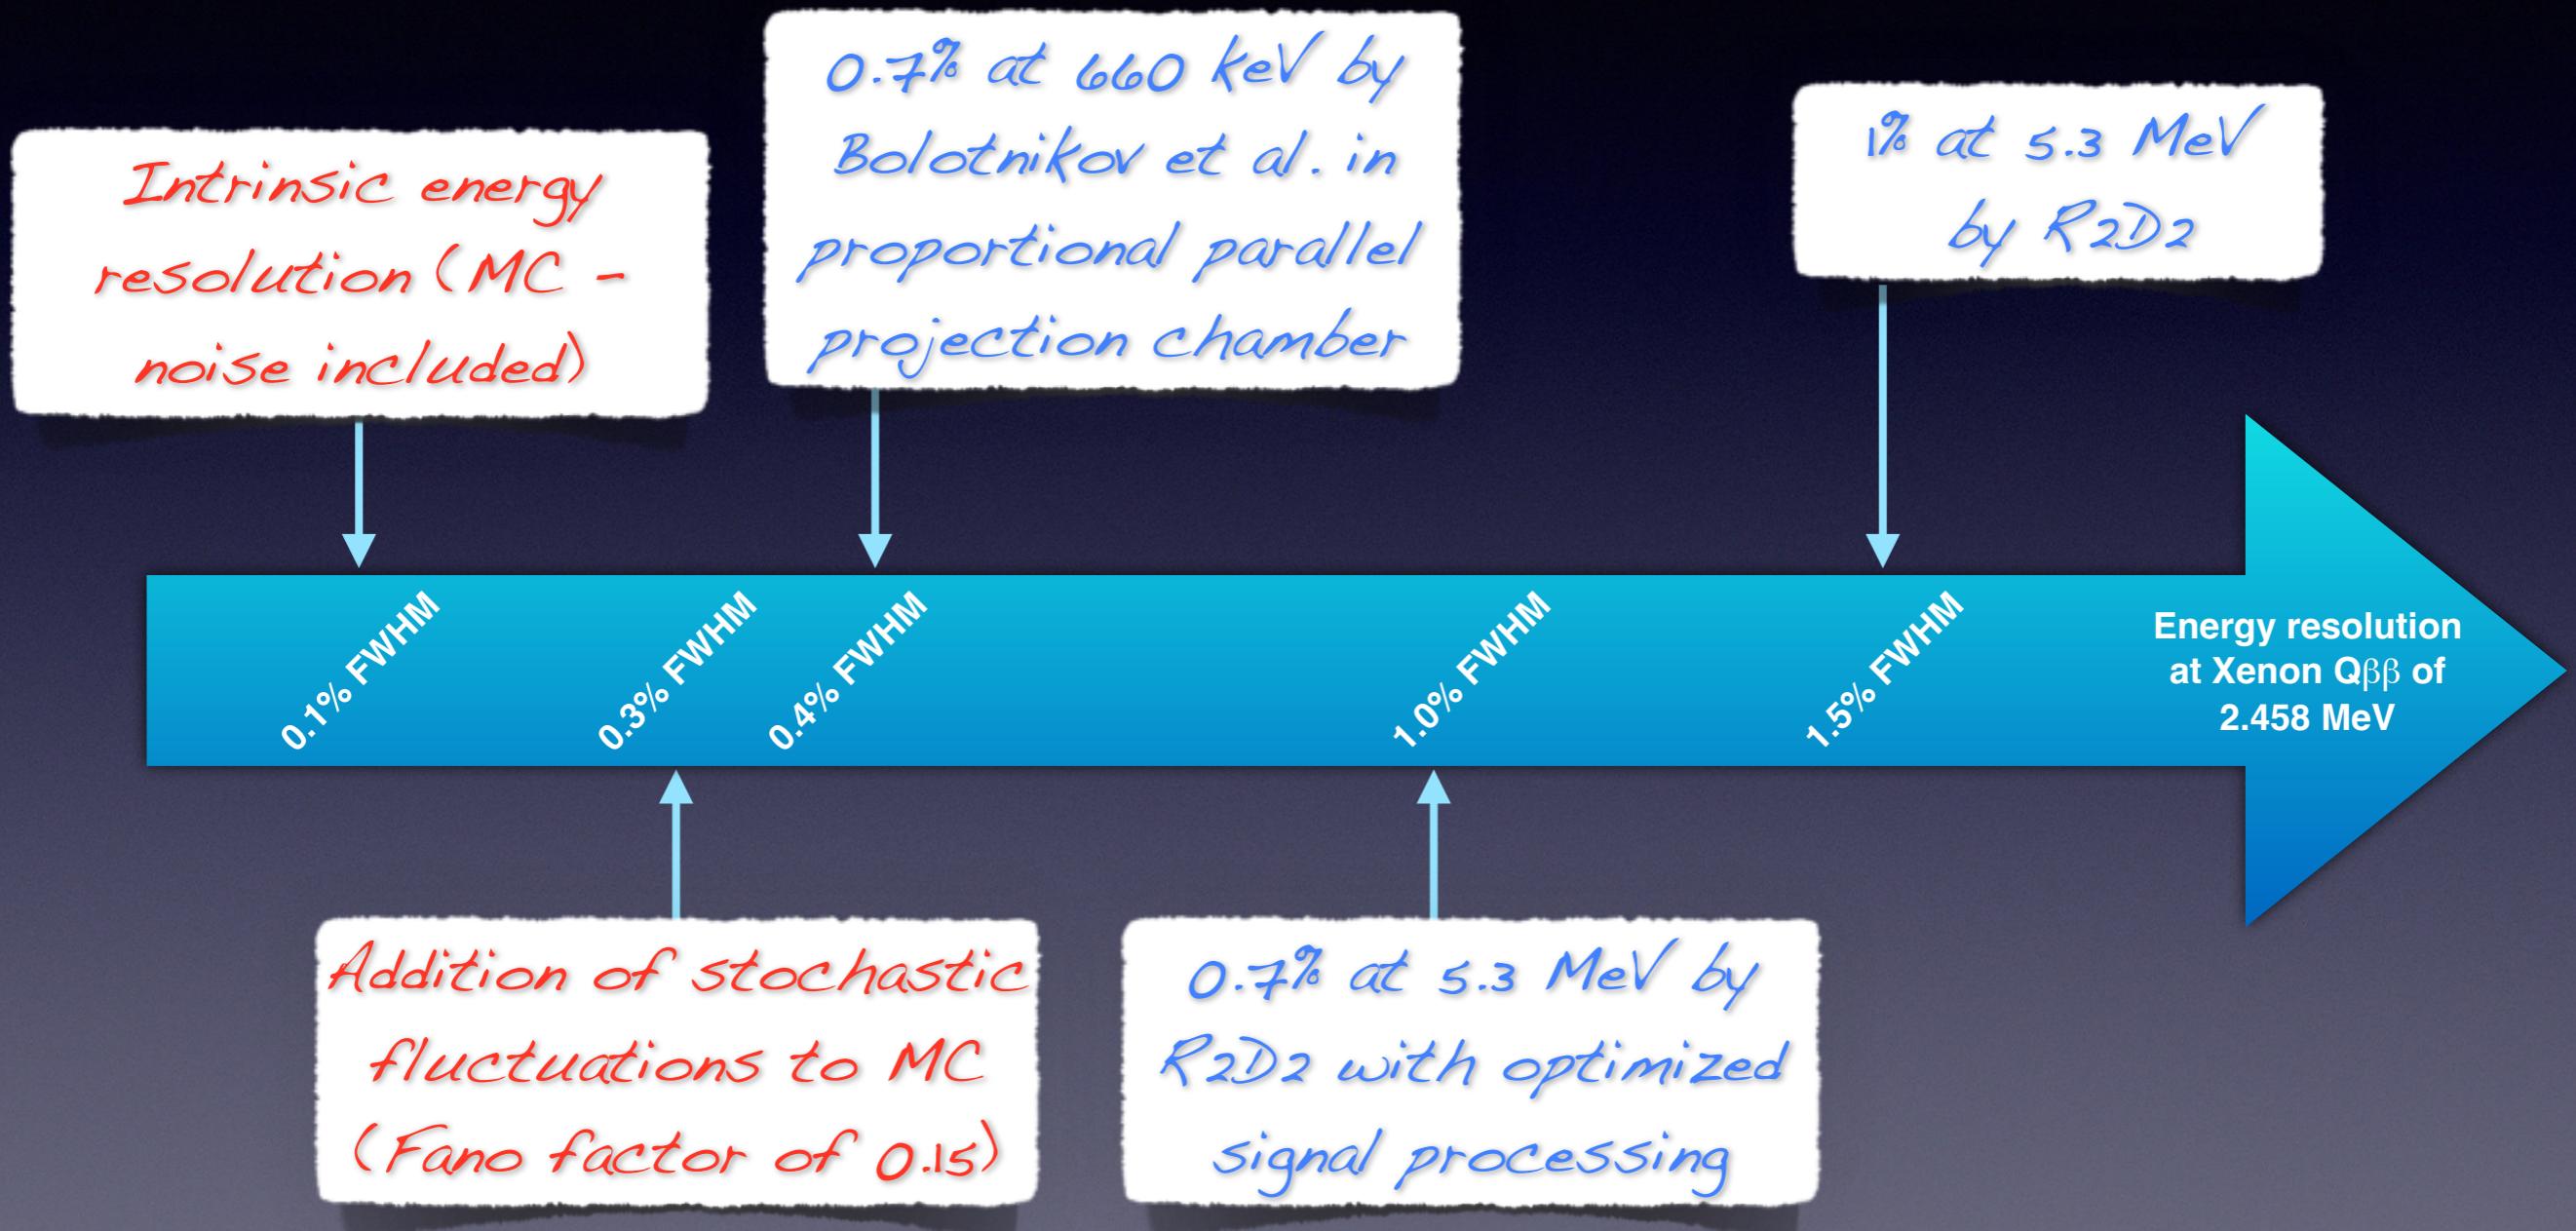 Intrinsic energy
resolution (MC -
noise included)
0.7% at 660 keV by
Bolotnikov et al. in
proportional parallel
projection chamber
1% at 5.3 MeV
by R2D2
0.1% FWHM
0.3% FWHM
0.4% FWHM
1.0% FWHM
1.5% FWHM
Energy resolution
at Xenon Qββ of
2.458 MeV
Addition of stochastic
fluctuations to MC
(Fano factor of 0.15)
0.7% at 5.3 MeV by
R2D2 with optimized
signal processing